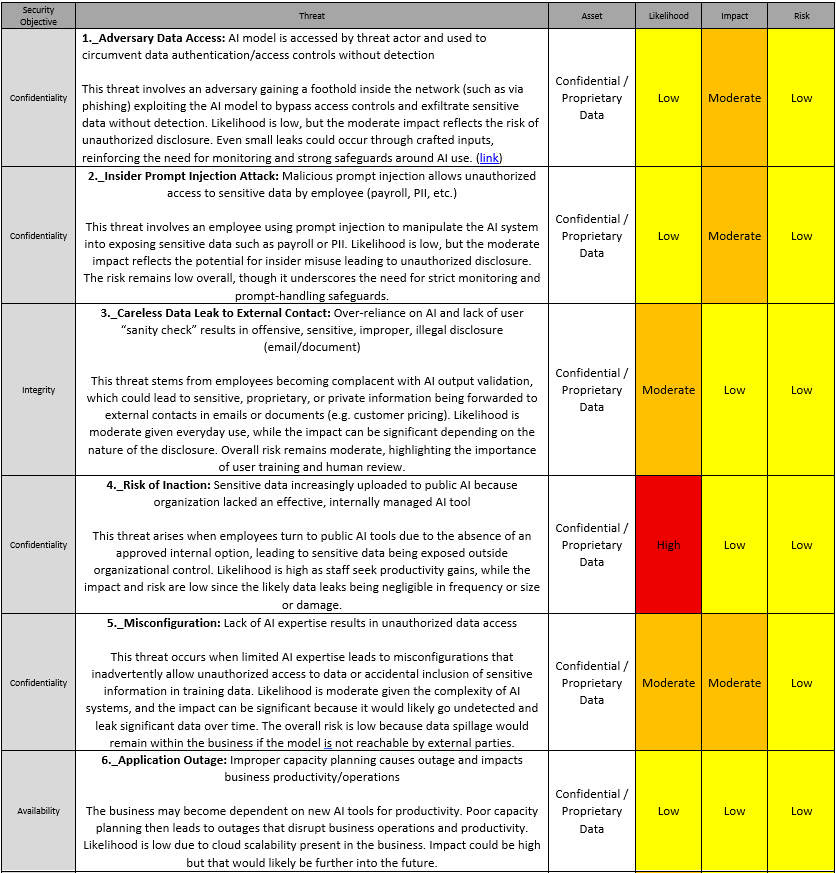 Security
Objective
Threat
Asset
Likelihood
Impact
Risk
Confidentiality
1._Adversary Data Access: AI model is accessed by threat actor and used to
circumvent data authentication/access controls without detection
This threat involves an adversary gaining a foothold inside the network (such as via
phishing) exploiting the AI model to bypass access controls and exfiltrate sensitive
data without detection. Likelihood is low, but the moderate impact reflects the risk of
unauthorized disclosure. Even small leaks could occur through crafted inputs,
reinforcing the need for monitoring and strong safeguards around AI use. (link)
Confidential /
Proprietary
Data
Low
Moderate
Low
Confidentiality
2._Insider Prompt Injection Attack: Malicious prompt injection allows unauthorized
access to sensitive data by employee (payroll, PII, etc.)
This threat involves an employee using prompt injection to manipulate the AI system
into exposing sensitive data such as payroll or PII. Likelihood is low, but the moderate
impact reflects the potential for insider misuse leading to unauthorized disclosure.
The risk remains low overall, though it underscores the need for strict monitoring and
prompt-handling safeguards.
Confidential /
Proprietary
Data
Low
Moderate
Low
Integrity
3._Careless Data Leak to External Contact: Over-reliance on AI and lack of user
“sanity check” results in offensive, sensitive, improper, illegal disclosure
(email/document)
This threat stems from employees becoming complacent with AI output validation,
which could lead to sensitive, proprietary, or private information being forwarded to
external contacts in emails or documents (e.g. customer pricing). Likelihood is
moderate given everyday use, while the impact can be significant depending on the
nature of the disclosure. Overall risk remains moderate, highlighting the importance
of user training and human review.
Confidential /
Proprietary
Data
Moderate
Low
Low
Confidentiality
4._Risk of Inaction: Sensitive data increasingly uploaded to public AI because
organization lacked an effective, internally managed AI tool
This threat arises when employees turn to public AI tools due to the absence of an
approved internal option, leading to sensitive data being exposed outside
organizational control. Likelihood is high as staff seek productivity gains, while the
impact and risk are low since the likely data leaks being negligible in frequency or size
or damage.
Confidential /
Proprietary
Data
High
Low
Low
Confidentiality
5._Misconfiguration: Lack of AI expertise results in unauthorized data access
This threat occurs when limited AI expertise leads to misconfigurations that
inadvertently allow unauthorized access to data or accidental inclusion of sensitive
information in training data. Likelihood is moderate given the complexity of AI
systems, and the impact can be significant because it would likely go undetected and
leak significant data over time. The overall risk is low because data spillage would
remain within the business if the model is not reachable by external parties.
Confidential /
Proprietary
Data
Moderate
Moderate
Low
Availability
6._Application Outage: Improper capacity planning causes outage and impacts
business productivity/operations
The business may become dependent on new AI tools for productivity. Poor capacity
planning then leads to outages that disrupt business operations and productivity.
Likelihood is low due to cloud scalability present in the business. Impact could be high
but that would likely be further into the future.
Confidential /
Proprietary
Data
Low
Low
Low